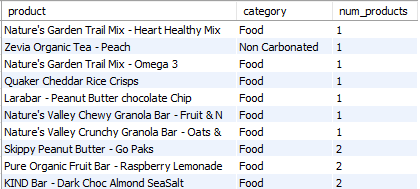 product category num_products
Nature's Garden Trail Mix - Heart Healthy Mix Food 1
Zevia Organic Tea - Peach Non Carbonated 1
Nature's Garden Trail Mix - Omega 3 Food 1
Quaker Cheddar Rice Crisps Food 1
Larabar - Peanut Butter chocolate Chip Food 1
Nature's Valley Chewy Granola Bar - Fruit & N Food 1
Nature's Valley Crunchy Granola Bar - Oats & Food 1
Skippy Peanut Butter - Go Paks Food 2
Pure Organic Fruit Bar - Raspberry Lemonade Food 2
KIND Bar - Dark Choc Almond SeaSalt Food 2